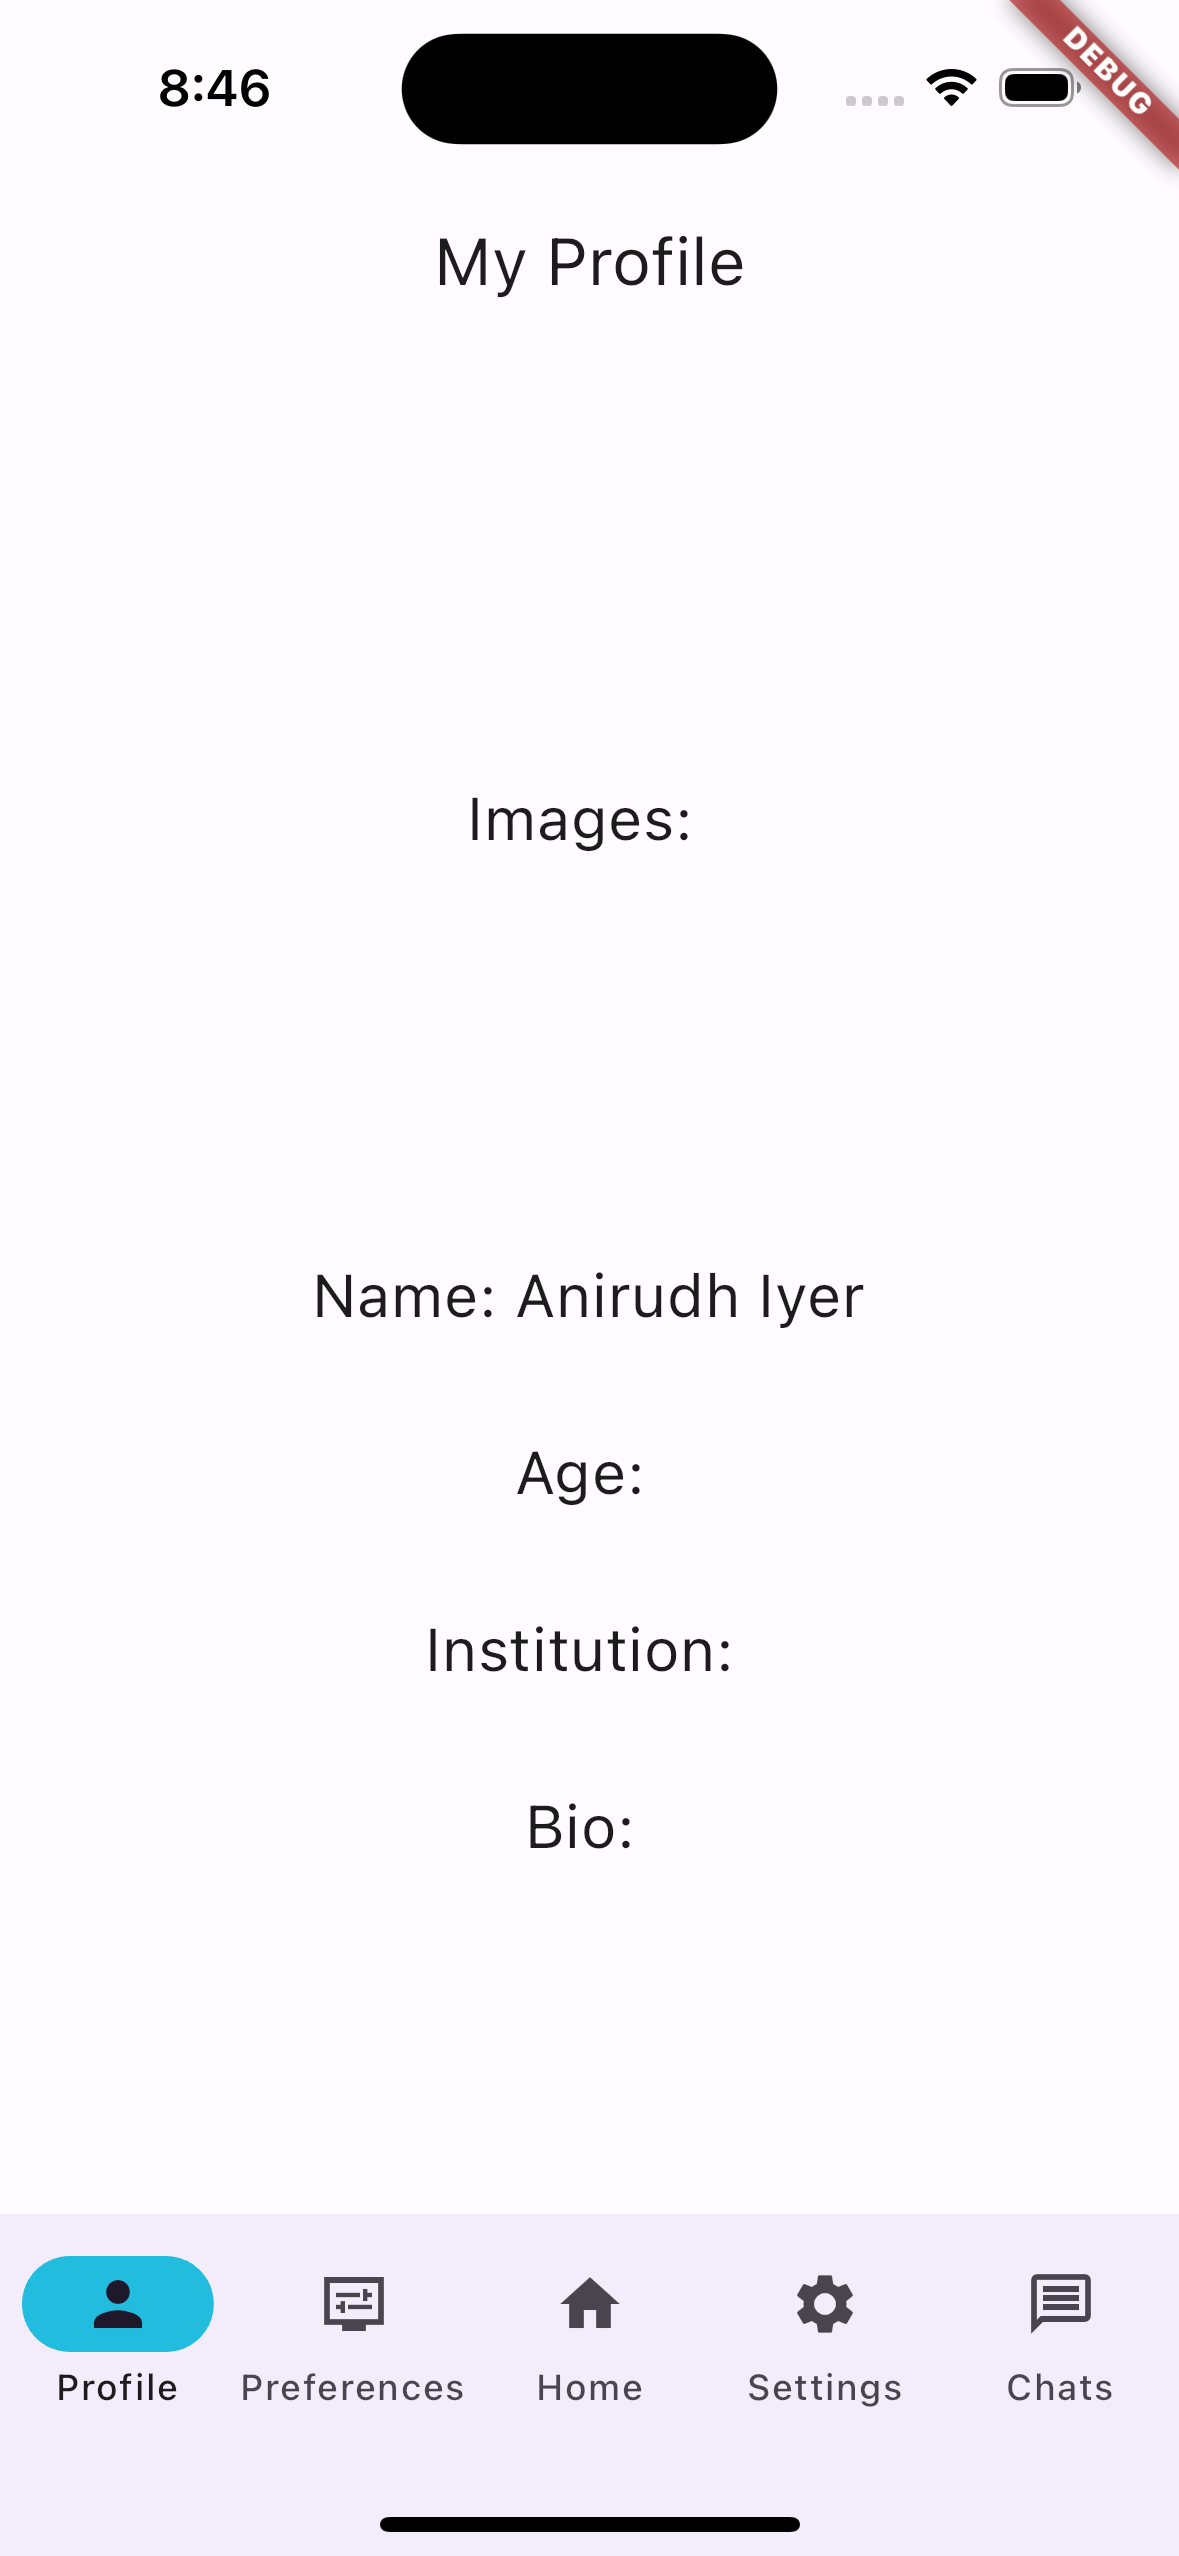 8:46
DEBUG
My Profile
Images:
Name: Anirudh Iyer
Age:
Institution:
Bio:
Profile Preferences Home Settings Chats